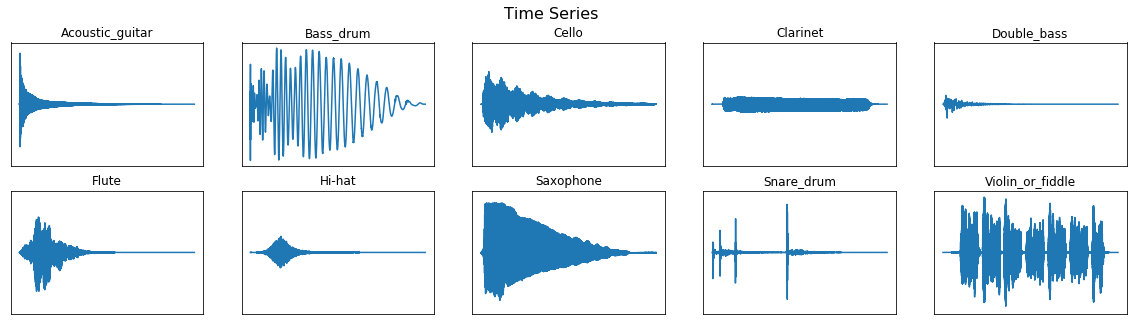 Time Series
Acoustic_guitar
Bass_drum
Cello
Clarinet
Double_bass
Flute
Hi-hat
Saxophone
Snare_drum
Violin_or_fiddle